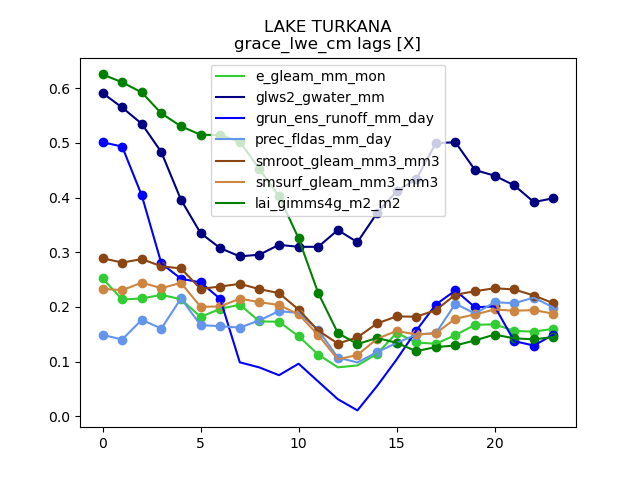 LAKE TURKANA
grace_lwe_cm lags [X]
e_gleam_mm_mon
glws2_gwater_mm
grun_ens_runoff_mm_day
prec_fldas_mm_day
smroot_gleam_mm3_mm3
smsurf_gleam_mm3_mm3
lai_gimms4g_m2_m2
0.6
0.5
0.4
0.3
0.2
0.1
0.0
0 5 10 15 20